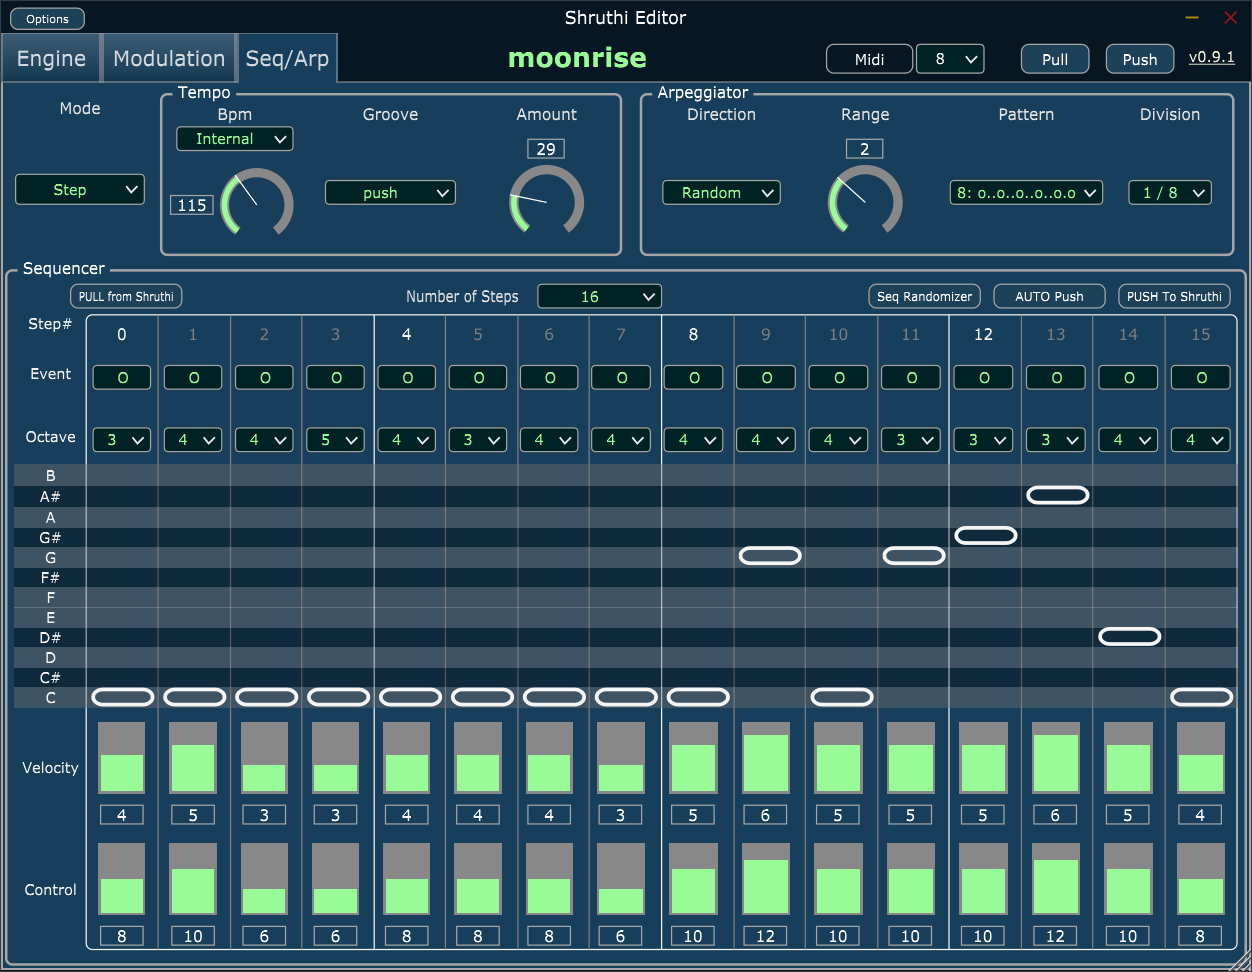 Options
Shruthi Editor
Engine Modulation Seq/Arp
moonrise
Midi 8 Pull Push v0.9.1
Mode
Step
Tempo
Bpm Groove Amount
Internal
115
push
29
Arpeggiator
Direction Range Pattern Division
Random
2
8: o..o..o..o.o.o
1 / 8
Sequencer
PULL from Shruthi
Number of Steps 16
Seq Randomizer AUTO Push PUSH To Shruthi
Step# 0 1 2 3 4 5 6 7 8 9 10 11 12 13 14 15
Event O O O O O O O O O O O O O O O O
Octave 3 4 4 5 4 3 4 4 4 4 4 3 3 3 4 4
B
A#
A
G#
G
F#
F
E
D#
D
C#
C
Velocity
4 5 3 3 4 4 4 3 5 6 5 5 5 6 5 4
Control
8 10 6 6 8 8 8 6 10 12 10 10 10 12 10 8